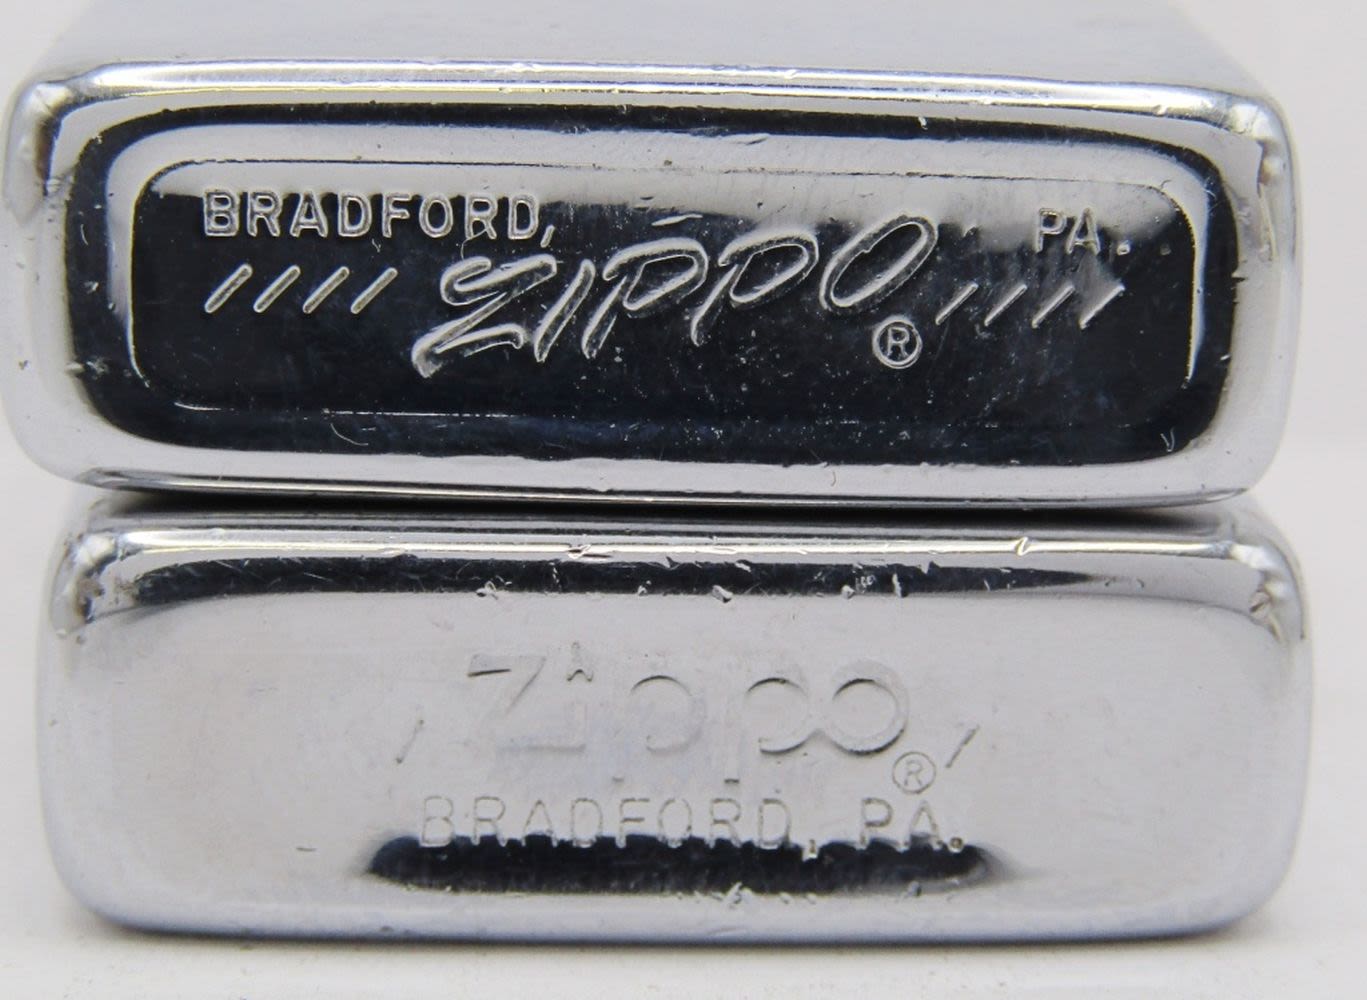 BRADFORD, PA.
//// ZIPPO ® ////
/ Zippo ® /
BRADFORD, PA.